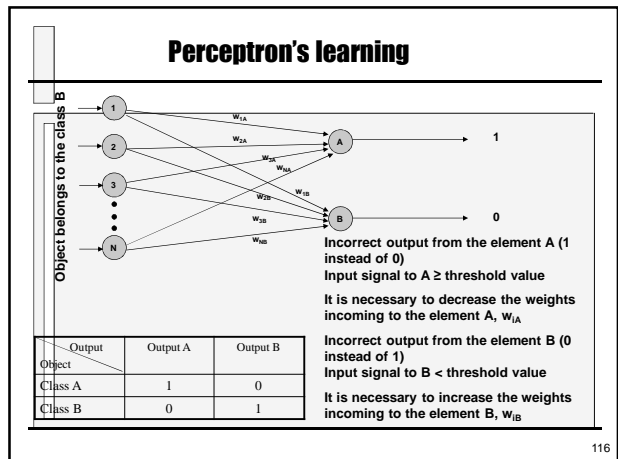 Perceptron's learning
Object belongs to the class B
1
2
3
N
w1A
w2A
w3A
wNA
w1B
w2B
w3B
wNB
A
B
1
0
Incorrect output from the element A (1
instead of 0)
Input signal to A ≥ threshold value
It is necessary to decrease the weights
incoming to the element A, wiA
Incorrect output from the element B (0
instead of 1)
Input signal to B < threshold value
It is necessary to increase the weights
incoming to the element B, wiB
Output
Object
Output A
Output B
Class A
1
0
Class B
0
1
116